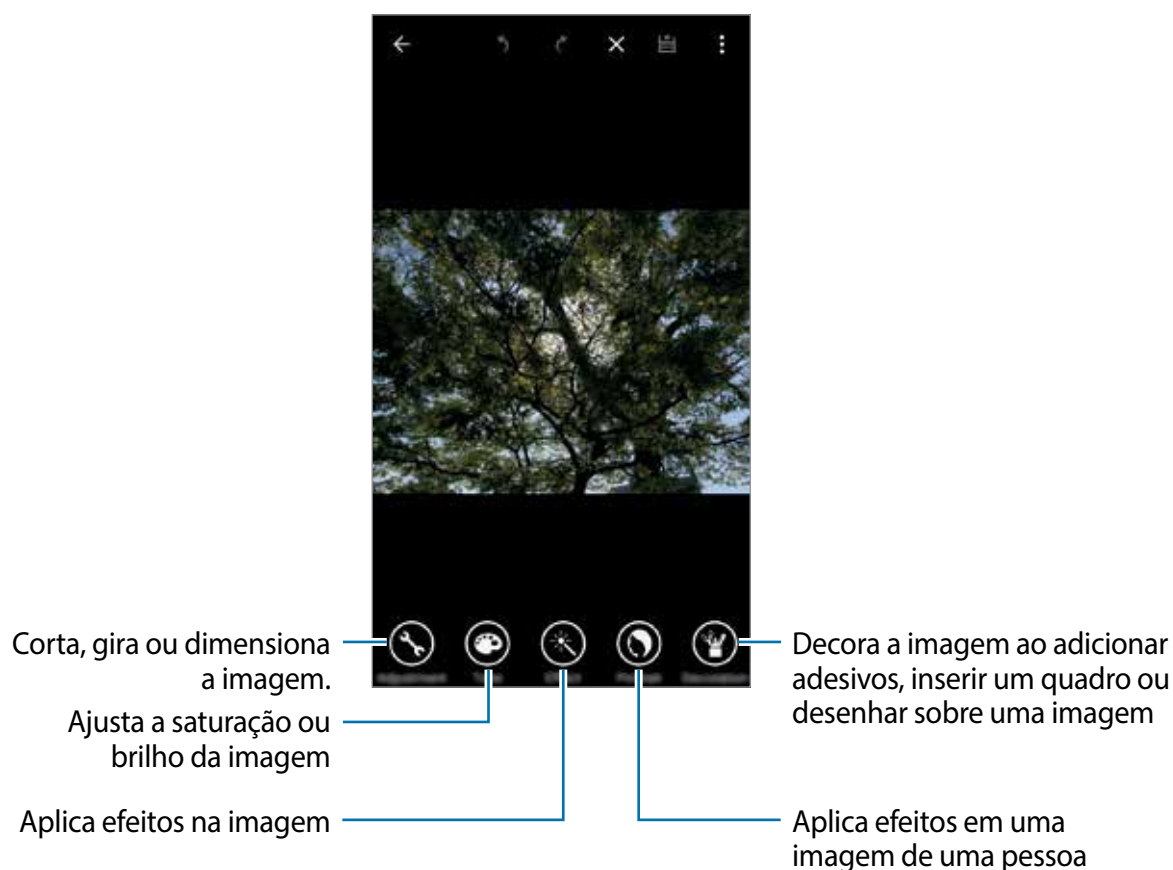 Corta, gira ou dimensiona
a imagem.
Ajusta a saturação ou
brilho da imagem
Aplica efeitos na imagem
Decora a imagem ao adicionar
adesivos, inserir um quadro ou
desenhar sobre uma imagem
Aplica efeitos em uma
imagem de uma pessoa